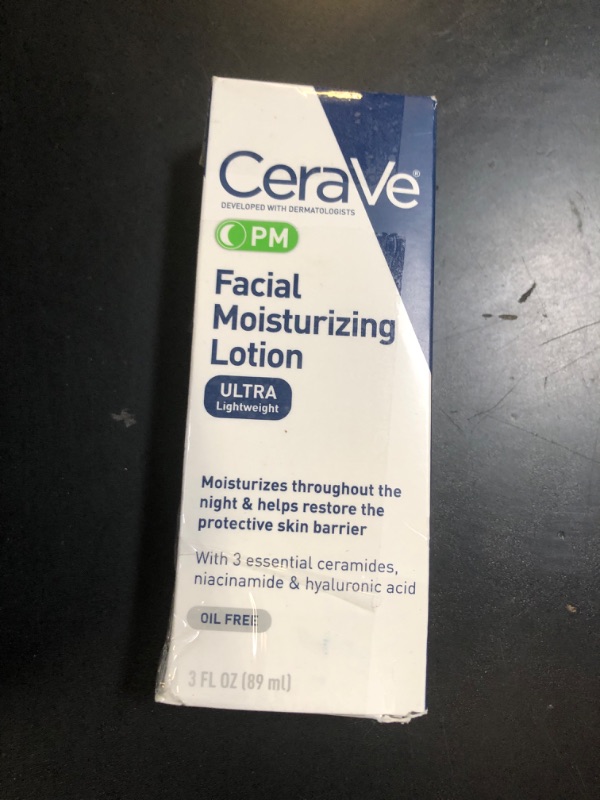 CeraVe®
DEVELOPED WITH DERMATOLOGISTS
PM
Facial
Moisturizing
Lotion
ULTRA
Lightweight
Moisturizes throughout the
night & helps restore the
protective skin barrier
With 3 essential ceramides,
niacinamide & hyaluronic acid
OIL FREE
3 FL OZ (89 ml)